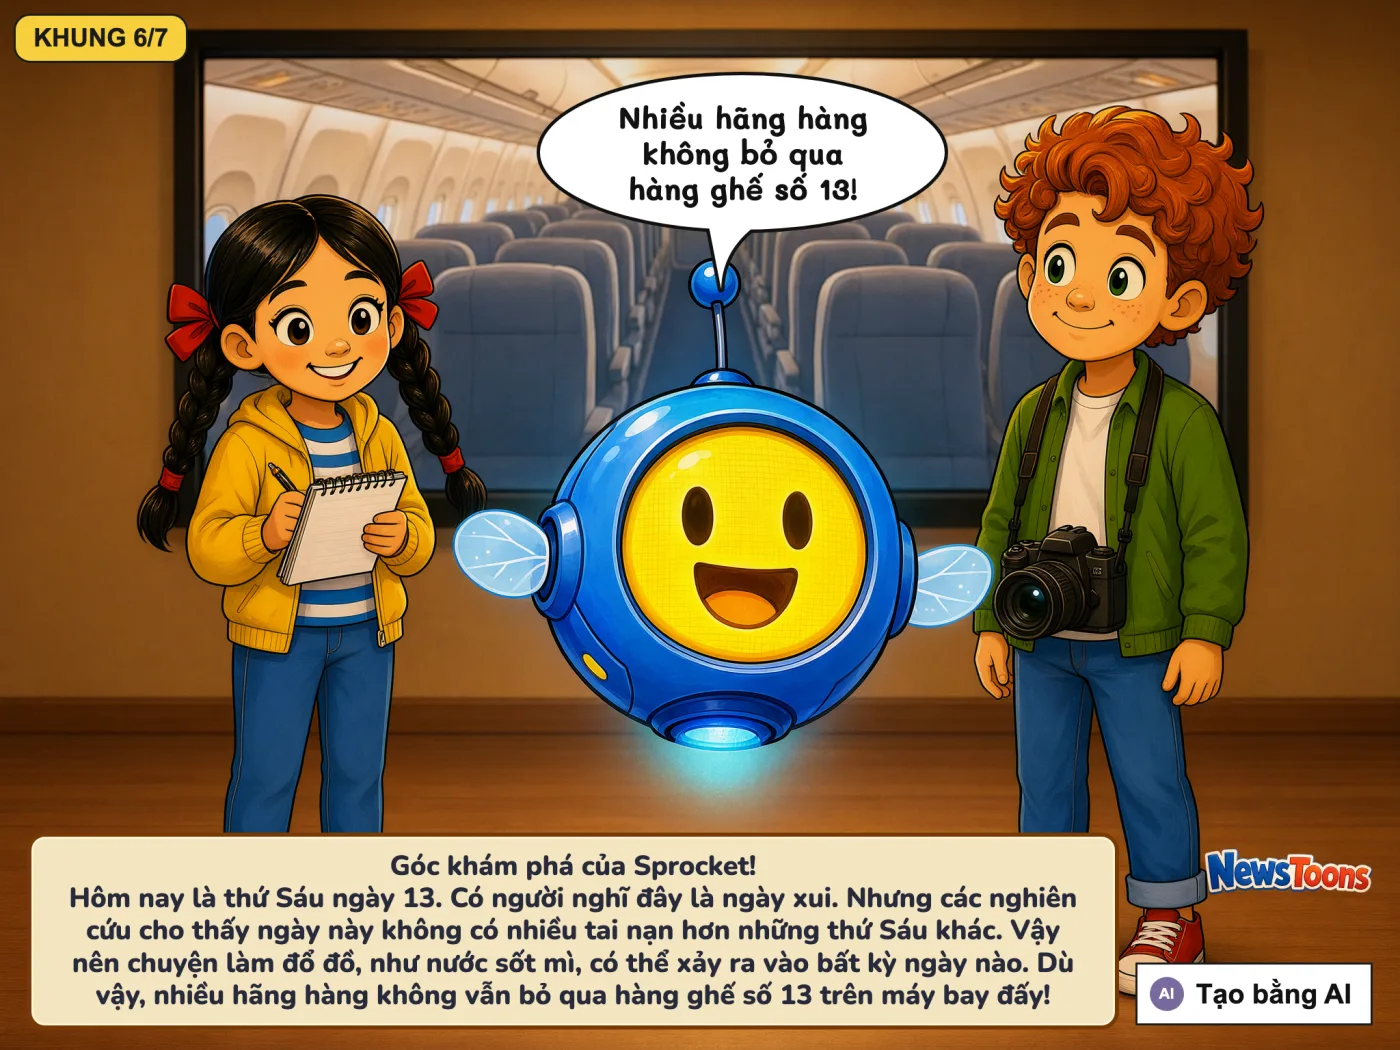 KHUNG 6/7
Nhiều hãng hàng
không bỏ qua
hàng ghế số 13!
Góc khám phá của Sprocket!
Hôm nay là thứ Sáu ngày 13. Có người nghĩ đây là ngày xui. Nhưng các nghiên
cứu cho thấy ngày này không có nhiều tai nạn hơn những thứ Sáu khác. Vậy
nên chuyện làm đổ đồ, như nước sốt mì, có thể xảy ra vào bất kỳ ngày nào. Dù
vậy, nhiều hãng hàng không vẫn bỏ qua hàng ghế số 13 trên máy bay đấy!
NewsToons
AI Tạo bằng AI